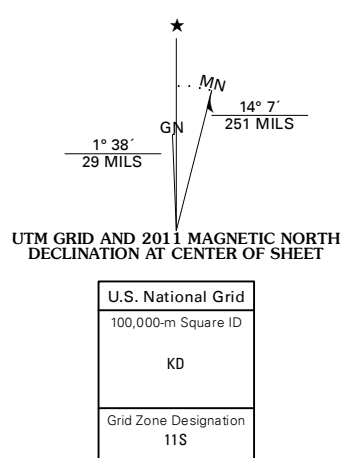 ★
MN
GN
14° 7´
251 MILS
1° 38´
29 MILS
UTM GRID AND 2011 MAGNETIC NORTH
DECLINATION AT CENTER OF SHEET
U.S. National Grid
100,000-m Square ID
KD
Grid Zone Designation
11S